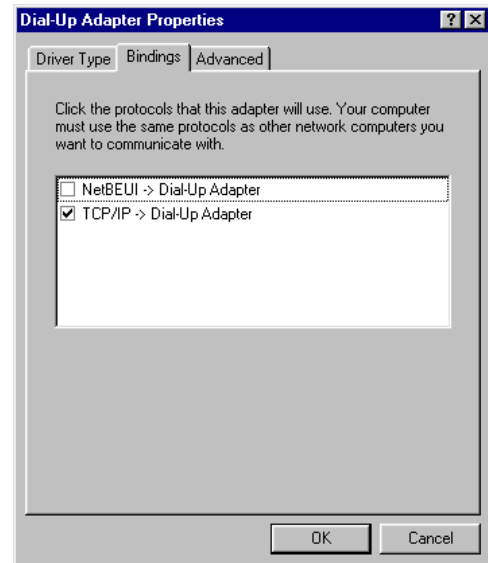 Dial-Up Adapter Properties
Driver Type Bindings Advanced
Click the protocols that this adapter will use. Your computer
must use the same protocols as other network computers you
want to communicate with.
NetBEUI -> Dial-Up Adapter
TCP/IP -> Dial-Up Adapter
OK Cancel